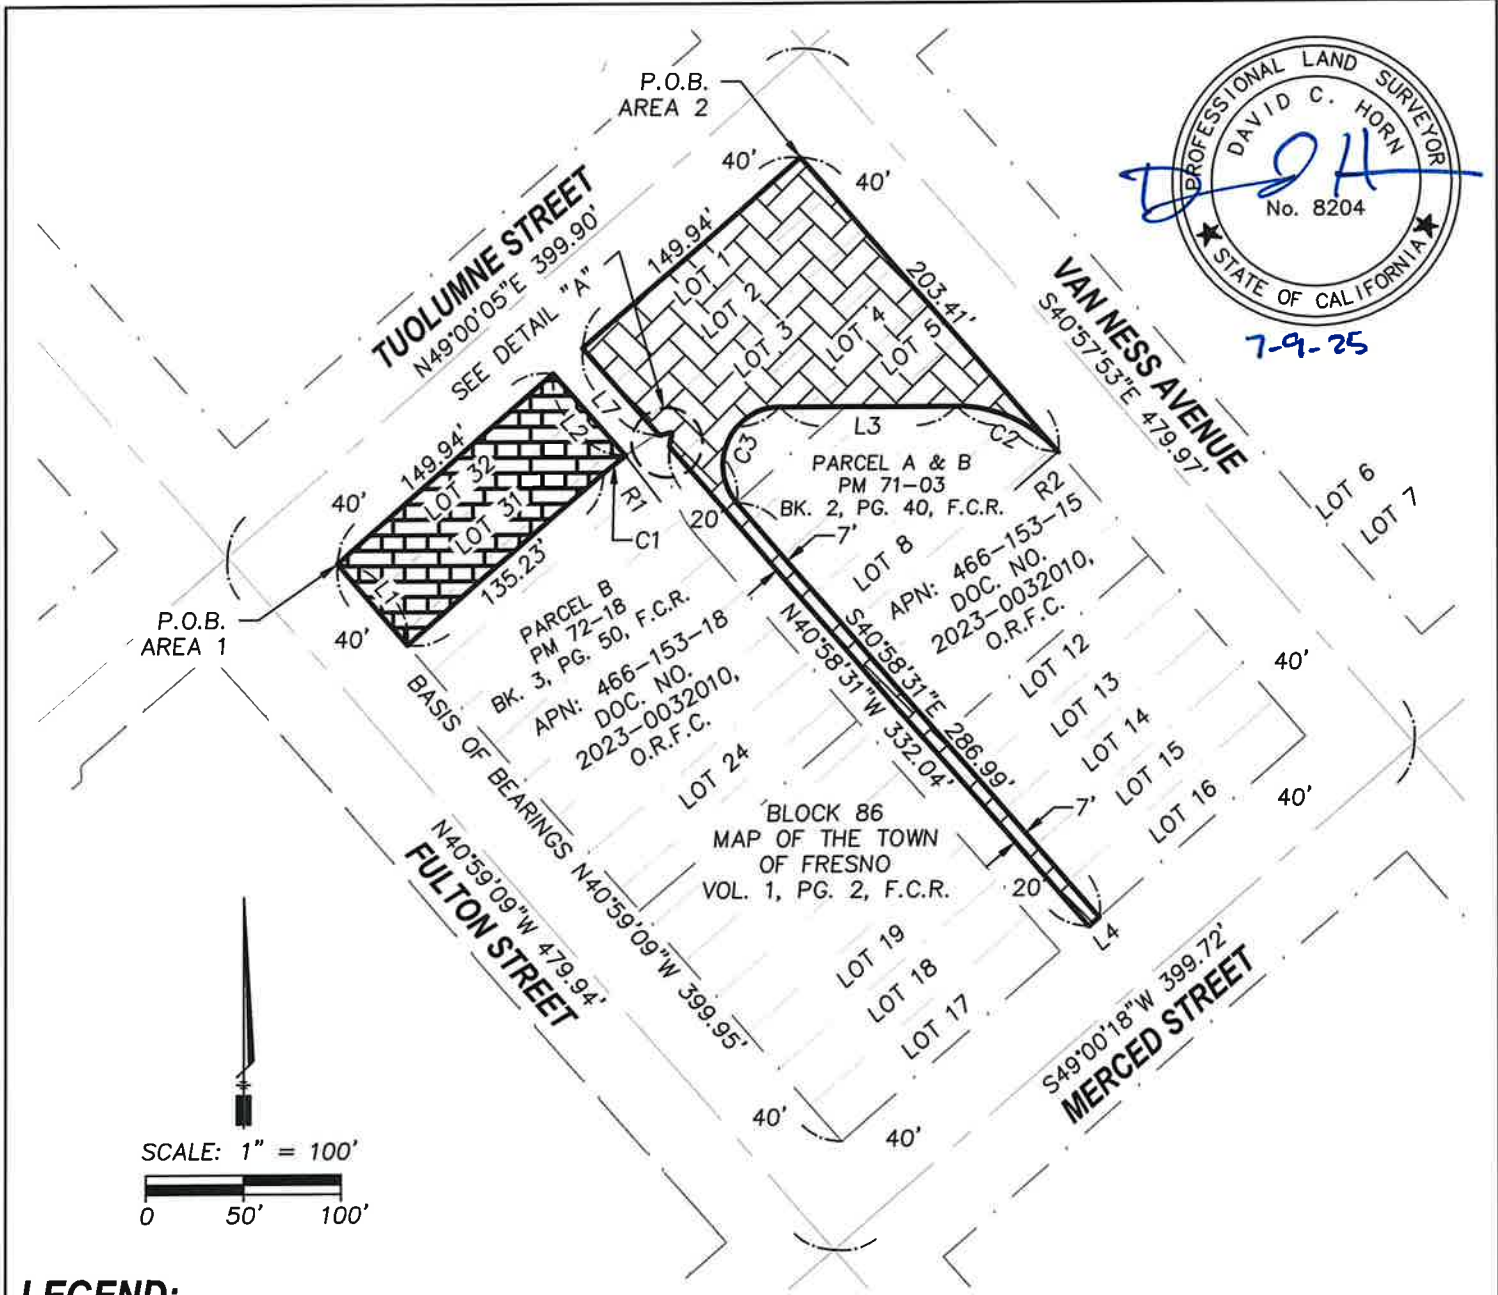 P.O.B.
AREA 2
40'
40'
PROFESSIONAL LAND SURVEYOR
DAVID C. HORN
No. 8204
STATE OF CALIFORNIA
7-9-25
TUOLUMNE STREET
N49°00'05"E 399.90'
SEE DETAIL "A"
149.94'
LOT 1
LOT 2
LOT 3
LOT 4
LOT 5
203.41'
VAN NESS AVENUE
S40°57'53"E 479.97'
L7
L2
149.94'
LOT 32
LOT 31
40'
L1
135.23'
R1
C1
C3
L3
C2
R2
PARCEL A & B
PM 71-03
BK. 2, PG. 40, F.C.R.
LOT 6
LOT 7
20'
7'
LOT 8
APN: 466-153-15
DOC. NO.
2023-0032010,
O.R.F.C.
P.O.B.
AREA 1
40'
PARCEL B
PM 72-18
BK. 3, PG. 50, F.C.R.
APN: 466-153-18
DOC. NO.
2023-0032010,
O.R.F.C.
N40°58'31"W 332.04'
S40°58'31"E 286.99'
LOT 12
LOT 13
LOT 14
LOT 15
LOT 16
40'
40'
LOT 24
BASIS OF BEARINGS N40°59'09"W 399.95'
BLOCK 86
MAP OF THE TOWN
OF FRESNO
VOL. 1, PG. 2, F.C.R.
7'
20'
L4
N40°59'09"W 479.94'
FULTON STREET
LOT 19
LOT 18
LOT 17
S49°00'18"W 399.72'
MERCED STREET
40'
40'
SCALE: 1" = 100'
0 50' 100'
LEGEND: